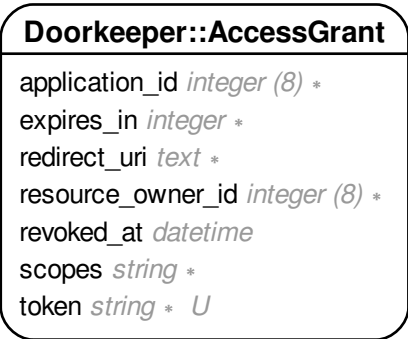 Doorkeeper::AccessGrant
application_id integer (8) *
expires_in integer *
redirect_uri text *
resource_owner_id integer (8) *
revoked_at datetime
scopes string *
token string * U